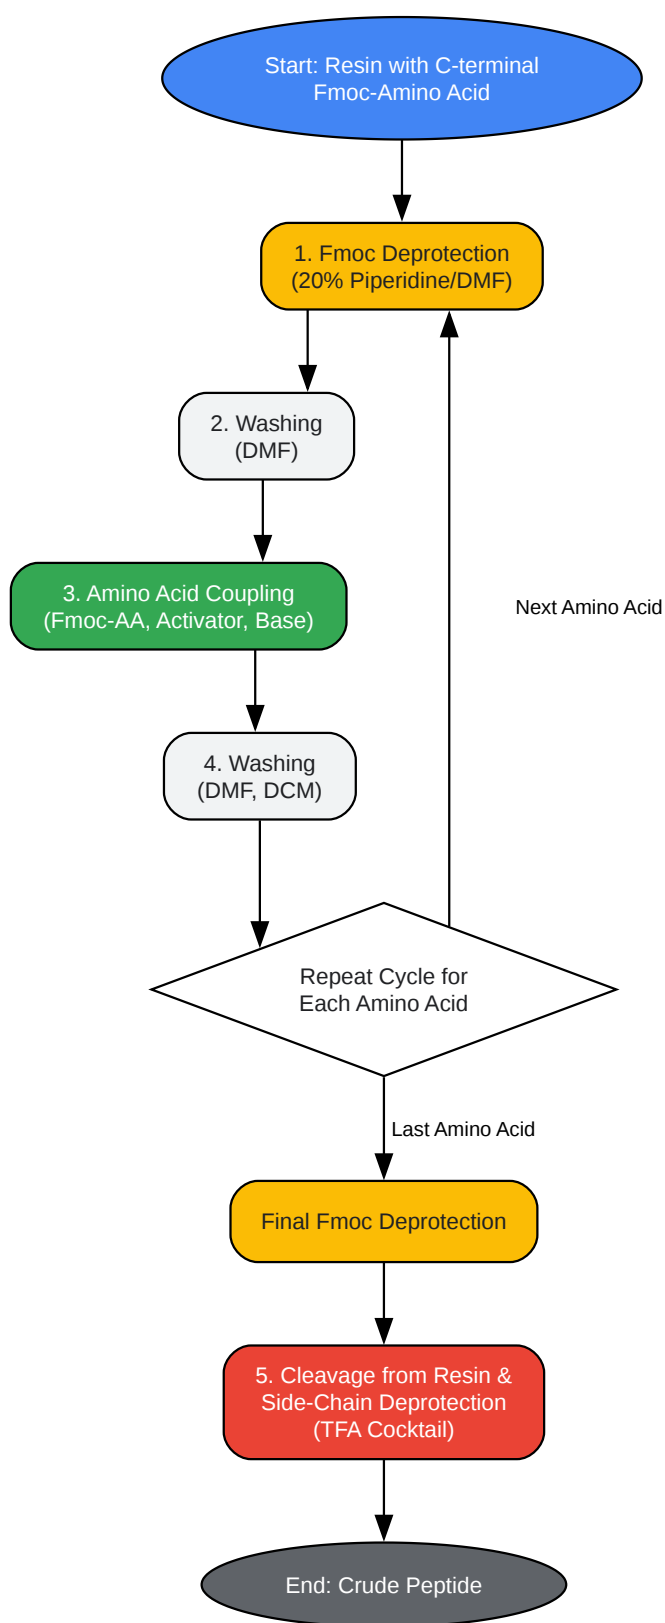 Start: Resin with C-terminal
Fmoc-Amino Acid
1. Fmoc Deprotection
(20% Piperidine/DMF)
2. Washing
(DMF)
3. Amino Acid Coupling
(Fmoc-AA, Activator, Base)
Next Amino Acid
4. Washing
(DMF, DCM)
Repeat Cycle for
Each Amino Acid
Last Amino Acid
Final Fmoc Deprotection
5. Cleavage from Resin &
Side-Chain Deprotection
(TFA Cocktail)
End: Crude Peptide